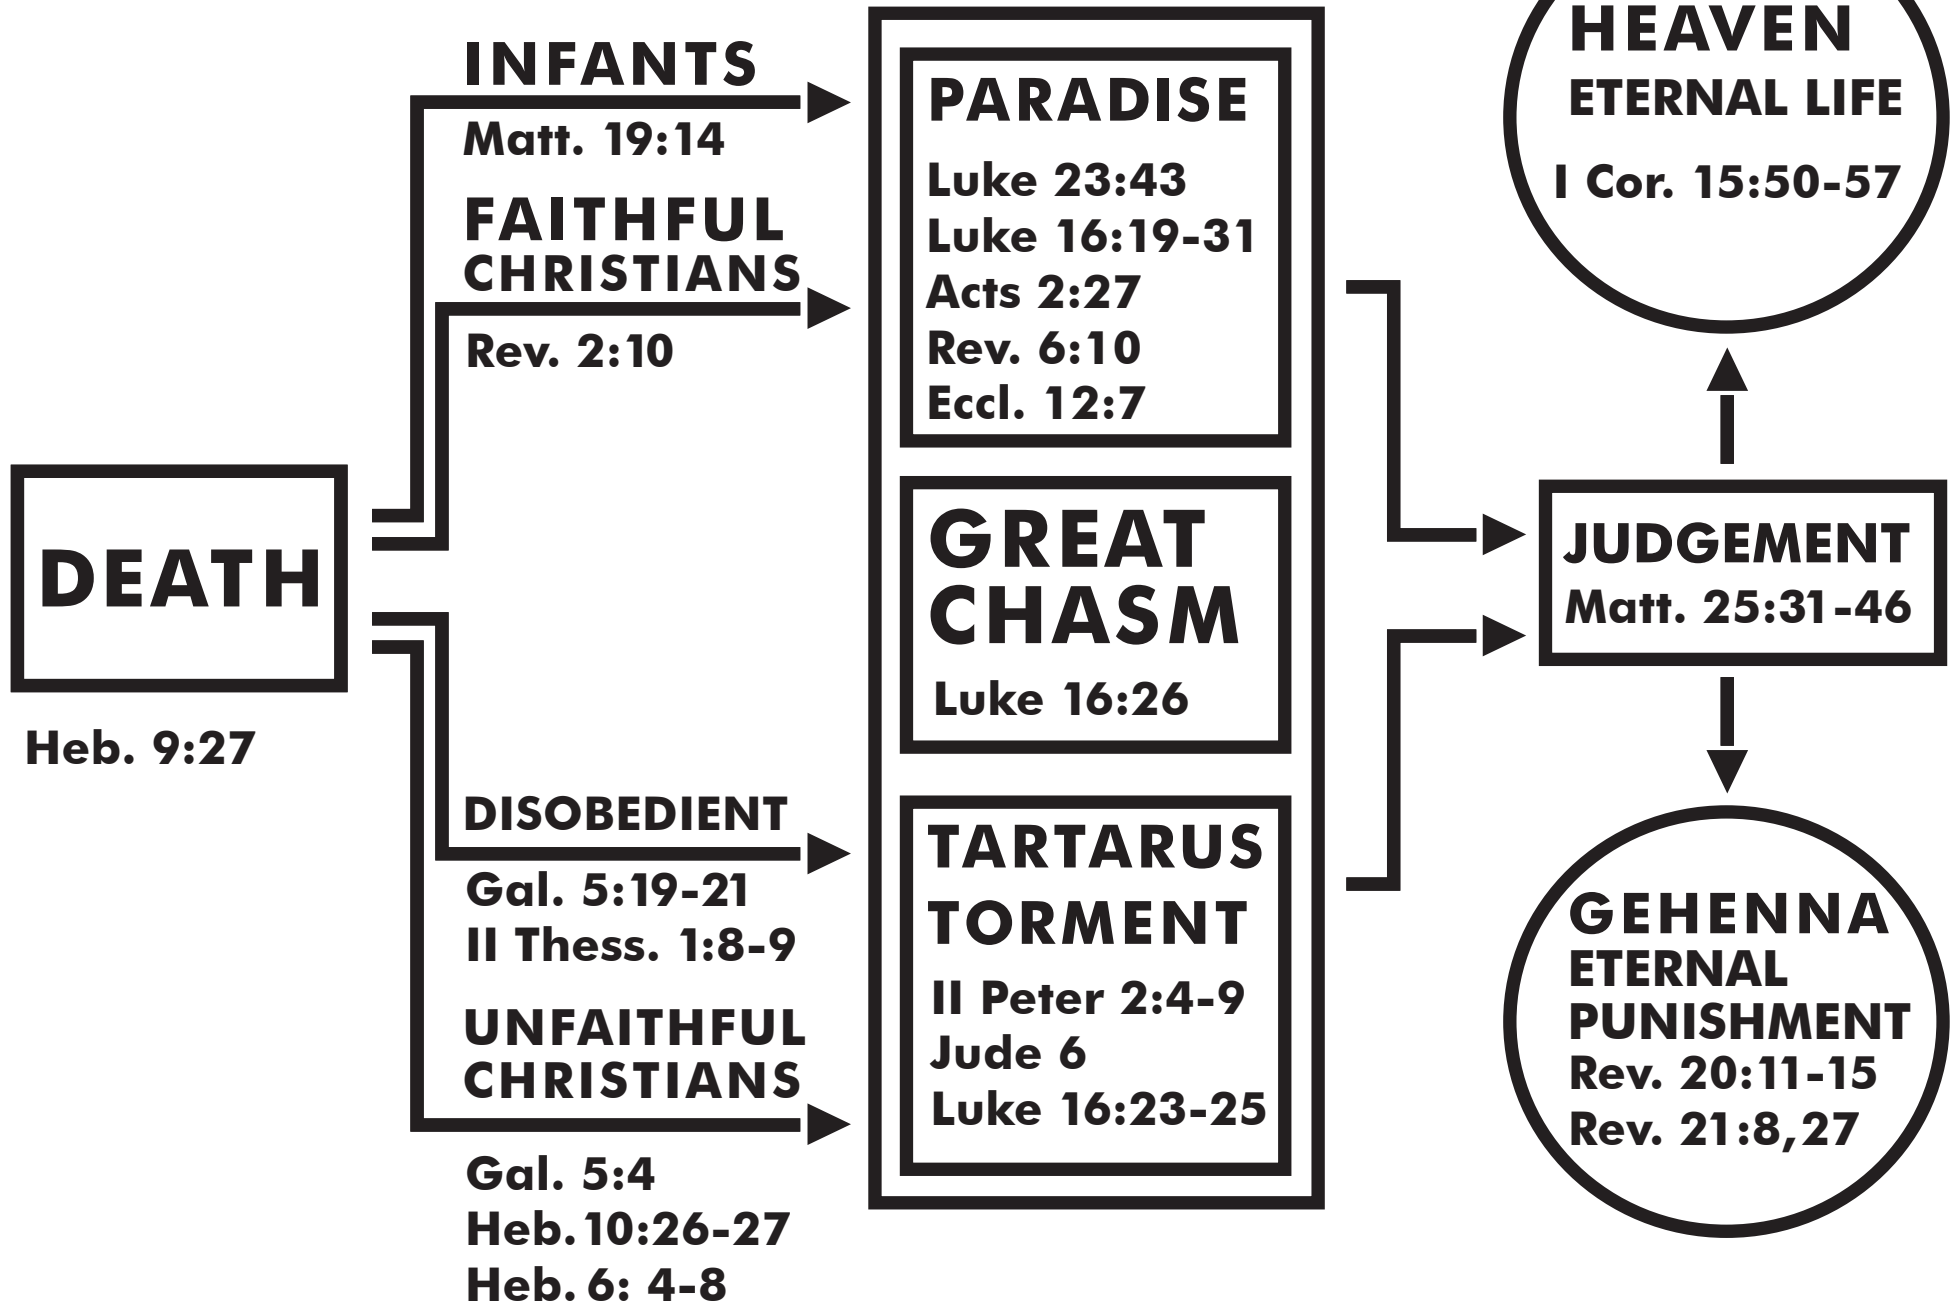 DEATH
Heb. 9:27
INFANTS
Matt. 19:14
FAITHFUL
CHRISTIANS
Rev. 2:10
DISOBEDIENT
Gal. 5:19-21
II Thess. 1:8-9
UNFAITHFUL
CHRISTIANS
Gal. 5:4
Heb. 10:26-27
Heb. 6: 4-8
PARADISE
Luke 23:43
Luke 16:19-31
Acts 2:27
Rev. 6:10
Eccl. 12:7
GREAT
CHASM
Luke 16:26
TARTARUS
TORMENT
II Peter 2:4-9
Jude 6
Luke 16:23-25
HEAVEN
ETERNAL LIFE
I Cor. 15:50-57
JUDGEMENT
Matt. 25:31-46
GEHENNA
ETERNAL
PUNISHMENT
Rev. 20:11-15
Rev. 21:8,27